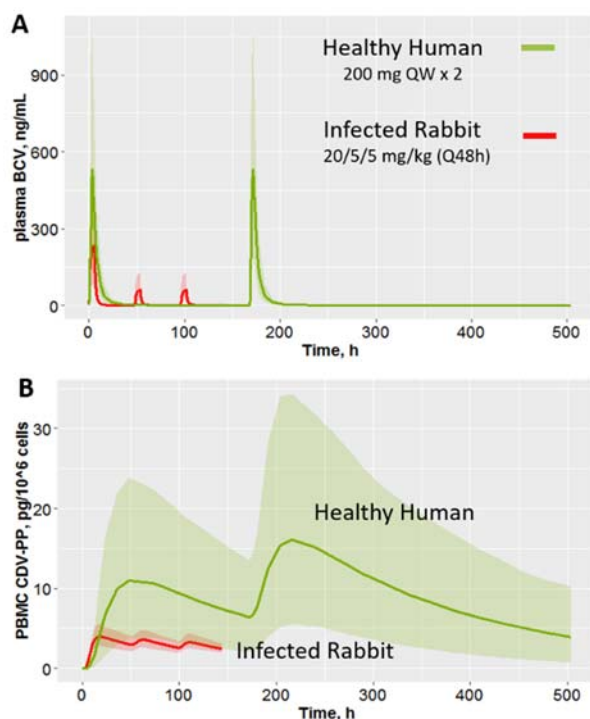 A
Healthy Human
200 mg QW x 2
Infected Rabbit
20/5/5 mg/kg (Q48h)
plasma BCV, ng/mL
900
600
300
0
0 100 200 300 400 500
Time, h
B
Healthy Human
Infected Rabbit
PBMC CDV-PP, pg/10^6 cells
30
20
10
0
0 100 200 300 400 500
Time, h